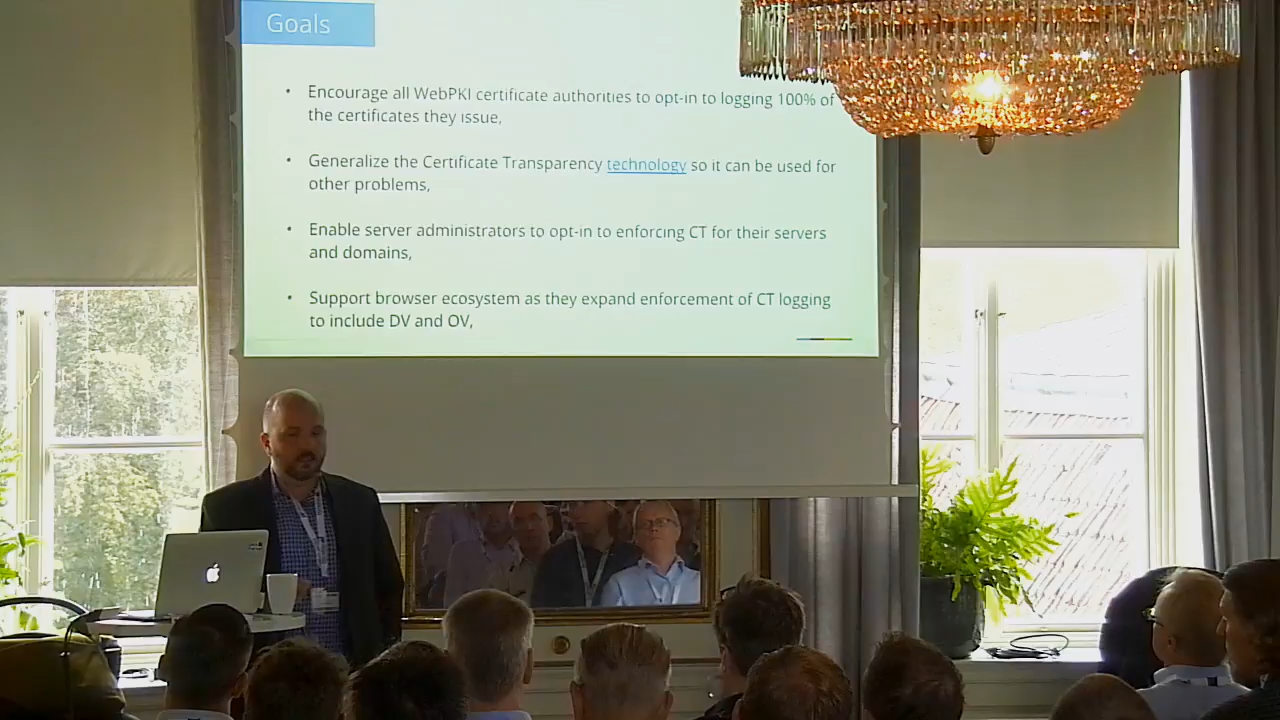 Goals
• Encourage all WebPKI certificate authorities to opt-in to logging 100% of
the certificates they issue,
• Generalize the Certificate Transparency technology so it can be used for
other problems,
• Enable server administrators to opt-in to enforcing CT for their servers
and domains,
• Support browser ecosystem as they expand enforcement of CT logging
to include DV and OV,